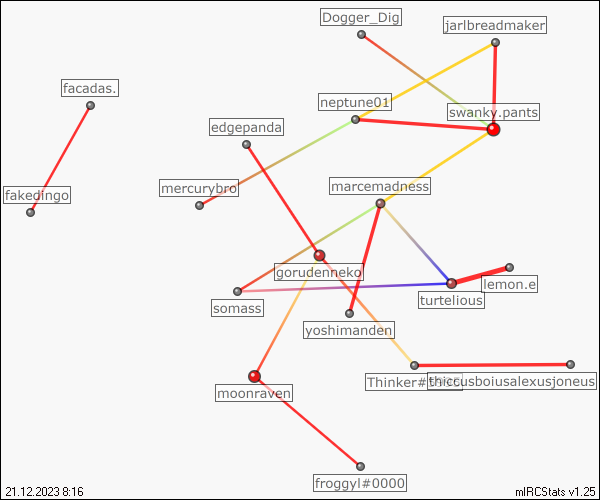 Dogger_Dig
jarlbreadmaker
facadas.
neptune01
swanky.pants
edgepanda
marcemadness
mercurybro
fakedingo
gorudenneko
lemon.e
turtelious
somass
yoshimanden
Thinker#
thiccusboiusalexusjoneus
moonraven
froggyl#0000
21.12.2023 8:16
mIRCStats v1.25